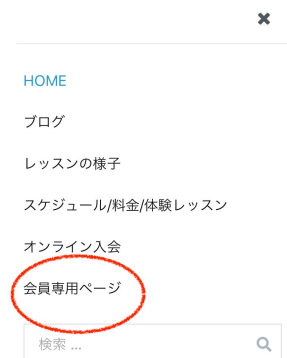 ✖
HOME
ブログ
レッスンの様子
スケジュール/料金/体験レッスン
オンライン入会
会員専用ページ
検索 ...